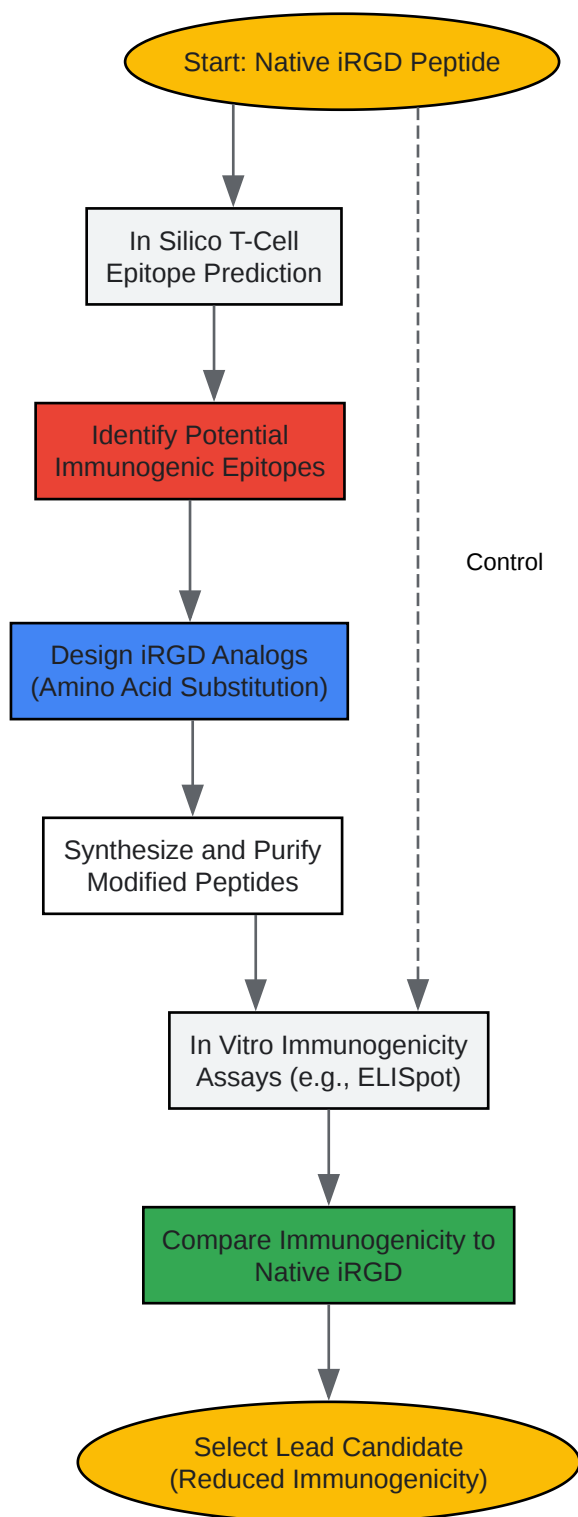 Start: Native iRGD Peptide
In Silico T-Cell
Epitope Prediction
Identify Potential
Immunogenic Epitopes
Control
Design iRGD Analogs
(Amino Acid Substitution)
Synthesize and Purify
Modified Peptides
In Vitro Immunogenicity
Assays (e.g., ELISpot)
Compare Immunogenicity to
Native iRGD
Select Lead Candidate
(Reduced Immunogenicity)